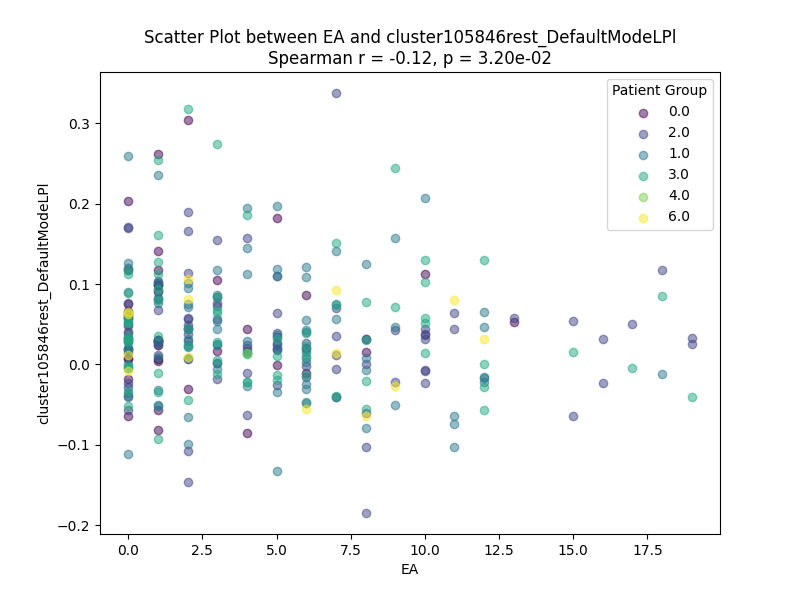 Scatter Plot between EA and cluster105846rest_DefaultModeLPl
Spearman r = -0.12, p = 3.20e-02
Patient Group
0.0
2.0
1.0
3.0
4.0
6.0
cluster105846rest_DefaultModeLPl
0.3
0.2
0.1
0.0
−0.1
−0.2
0.0 2.5 5.0 7.5 10.0 12.5 15.0 17.5
EA